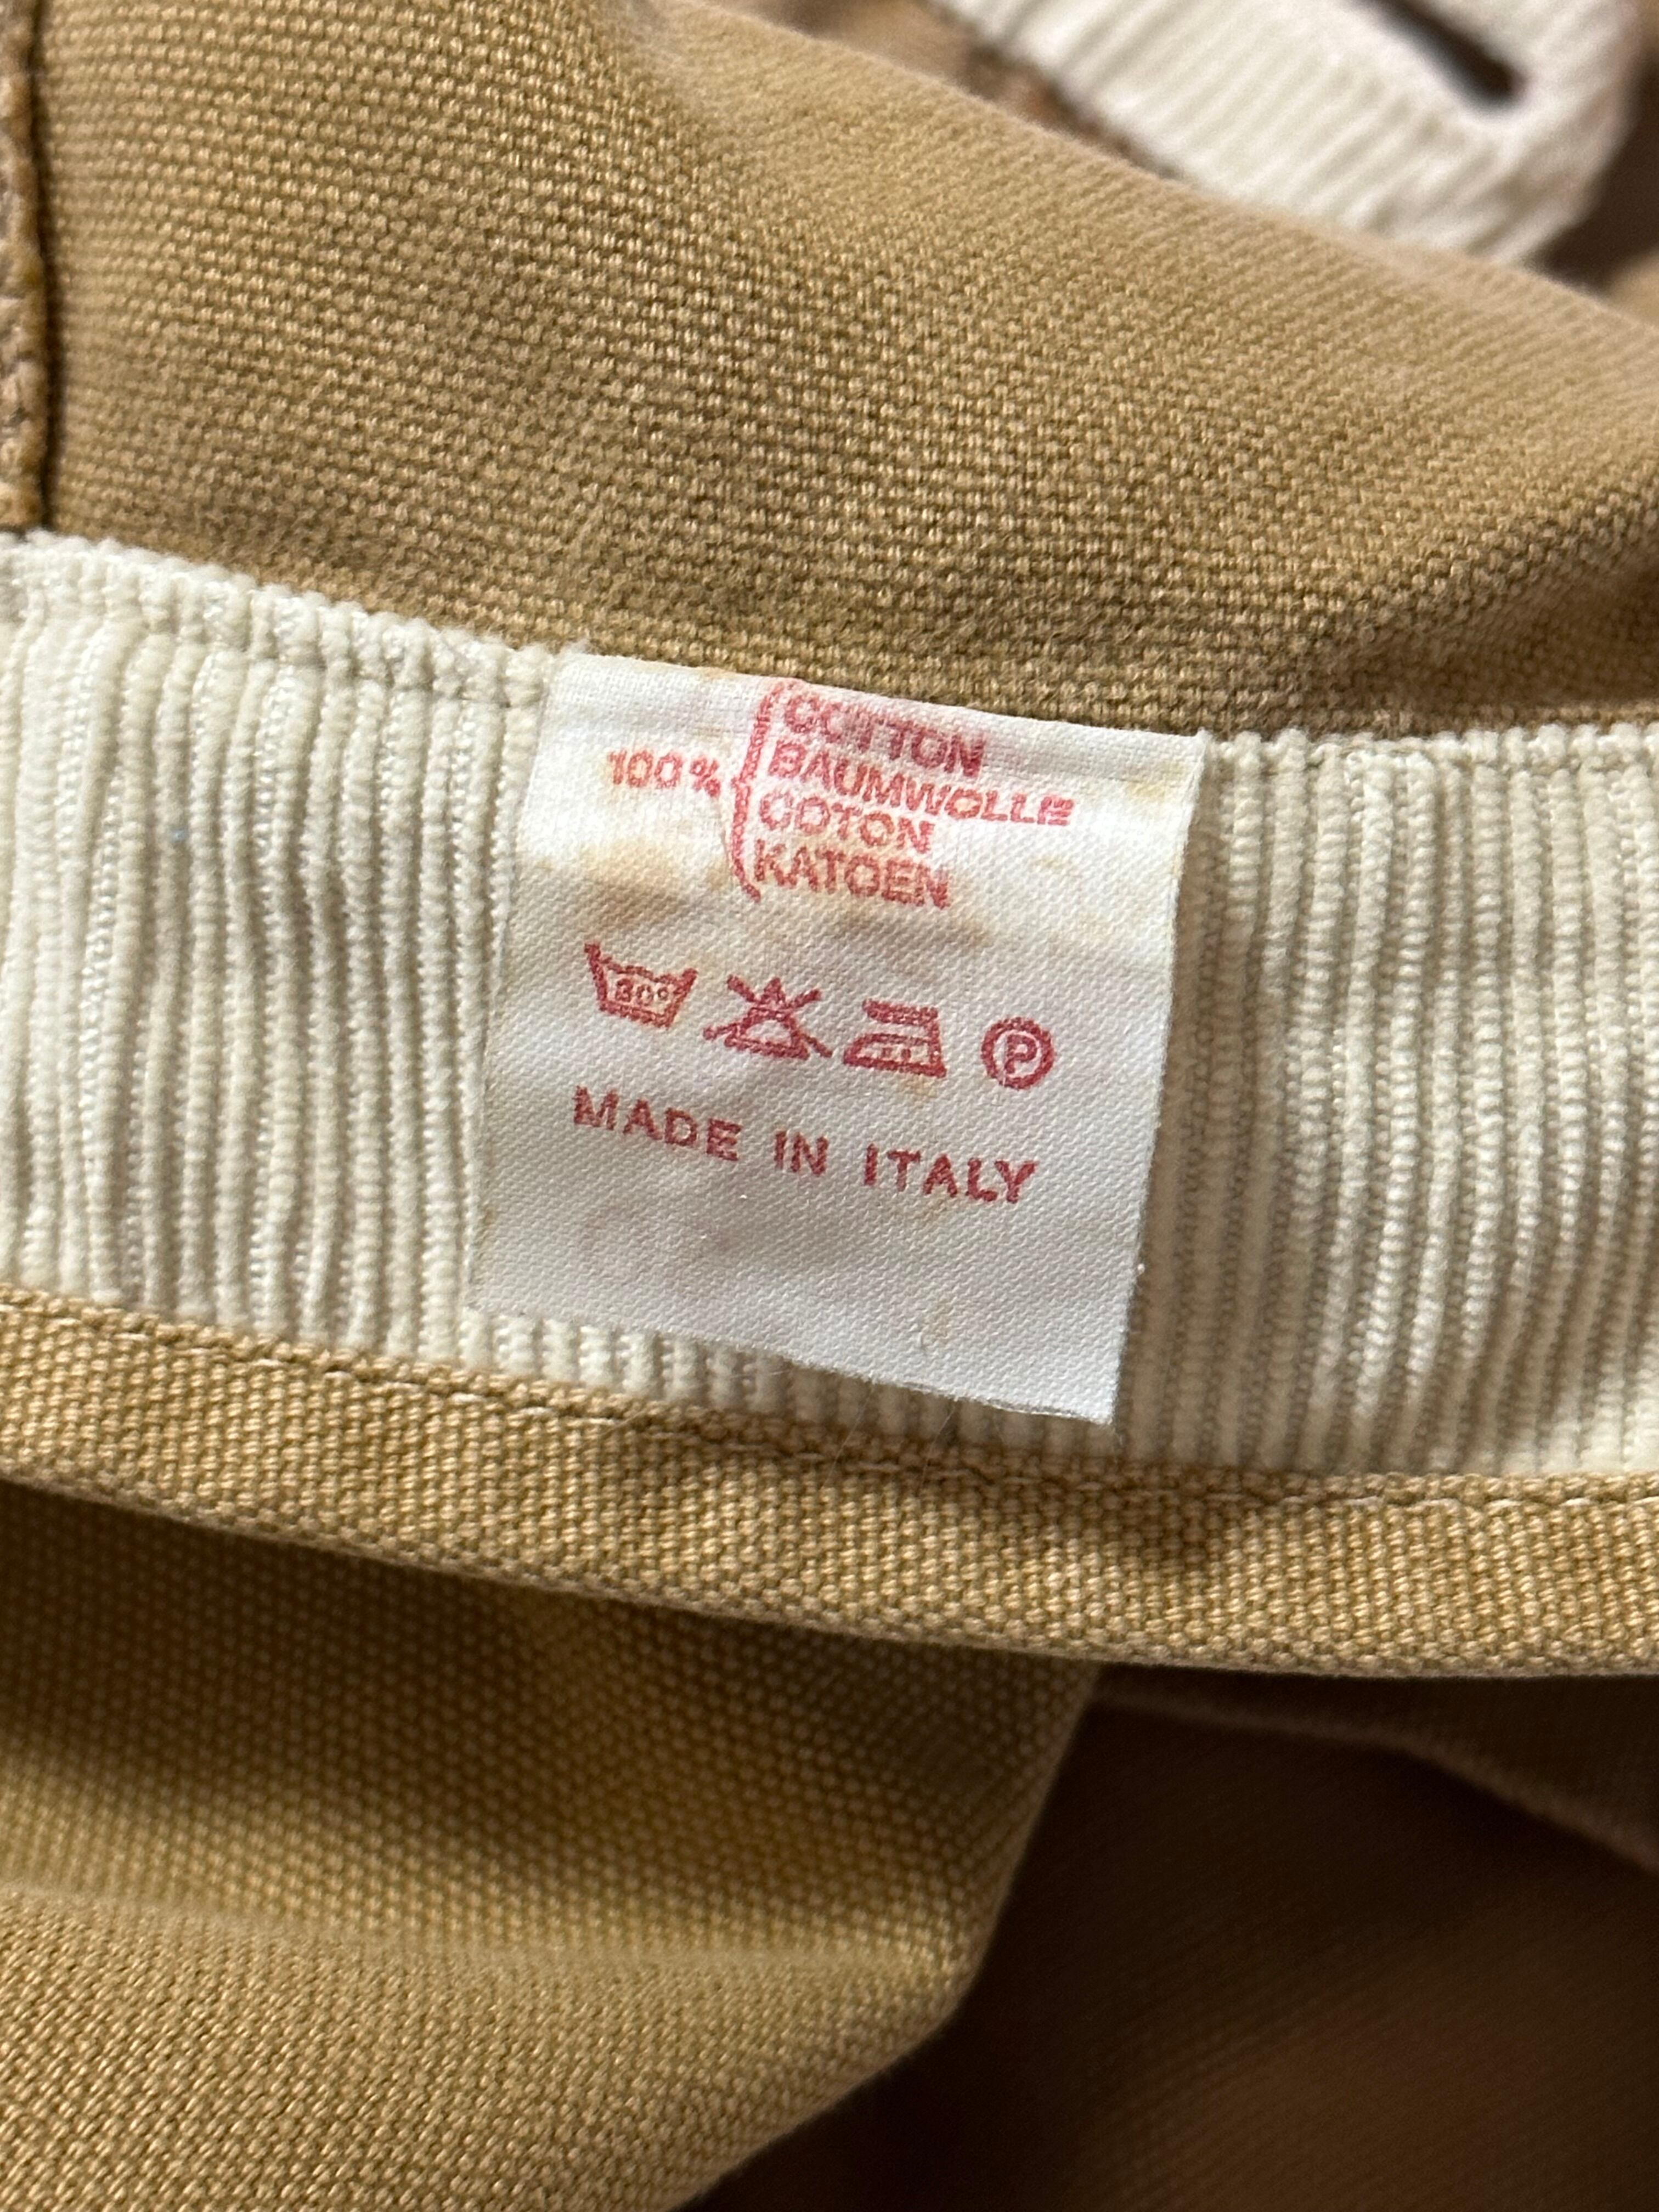 100%
COTTON
BAUMWOLLE
COTON
KATOEN
30°
P
MADE IN ITALY